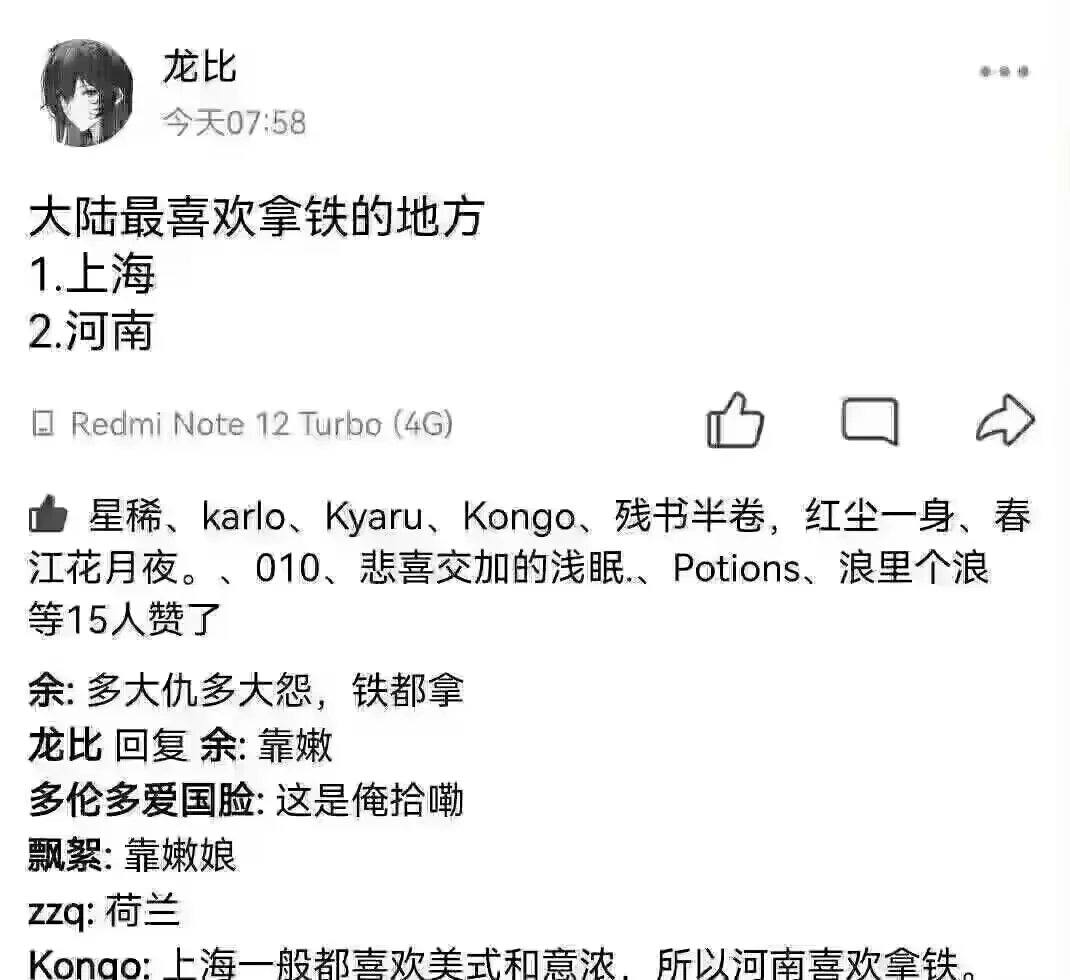 龙比
今天07:58
大陆最喜欢拿铁的地方
1.上海
2.河南
Redmi Note 12 Turbo (4G)
星稀、karlo、Kyaru、Kongo、残书半卷，红尘一身、春
江花月夜。、010、悲喜交加的浅眠.、Potions、浪里个浪
等15人赞了
余: 多大仇多大怨，铁都拿
龙比 回复 余: 靠嫩
多伦多爱国脸: 这是俺拾嘞
飘絮: 靠嫩娘
zzq: 荷兰
Kongo: 上海一般都喜欢美式和意浓，所以河南喜欢拿铁。